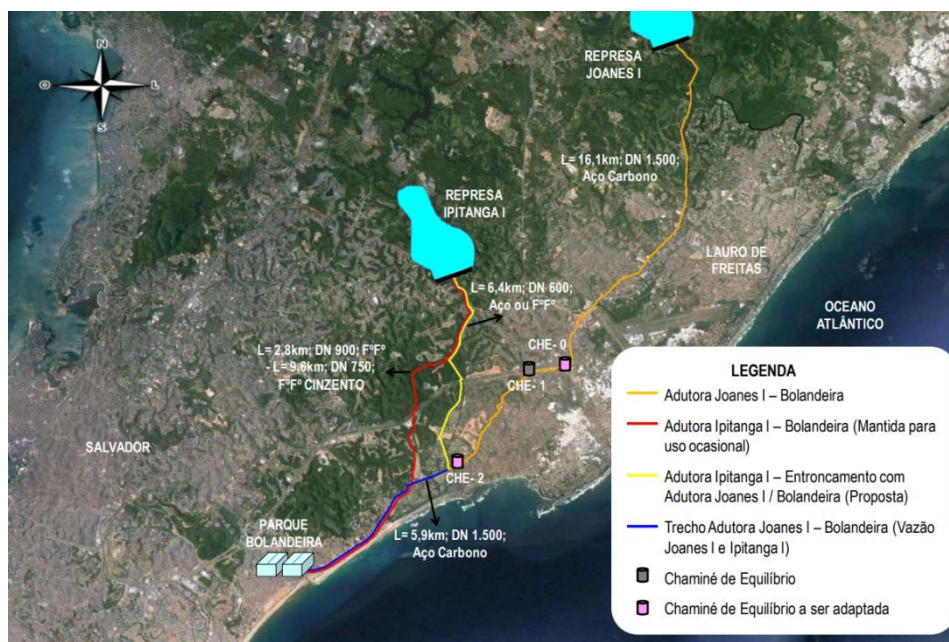 N
O
L
S
REPRESA
JOANES I
L= 16,1km; DN 1.500;
Aço Carbono
REPRESA
IPITANGA I
LAURO DE
FREITAS
L= 6,4km; DN 600;
Aço ou FºFº
OCEANO
ATLÂNTICO
L= 2,8km; DN 900; FºFº
- L= 9,6km; DN 750;
FºFº CINZENTO
CHE- 0
CHE- 1
SALVADOR
CHE- 2
PARQUE
BOLANDEIRA
L= 5,9km; DN 1.500;
Aço Carbono
LEGENDA
Adutora Joanes I – Bolandeira
Adutora Ipitanga I – Bolandeira (Mantida para
uso ocasional)
Adutora Ipitanga I – Entroncamento com
Adutora Joanes I / Bolandeira (Proposta)
Trecho Adutora Joanes I – Bolandeira (Vazão
Joanes I e Ipitanga I)
Chaminé de Equilíbrio
Chaminé de Equilíbrio a ser adaptada